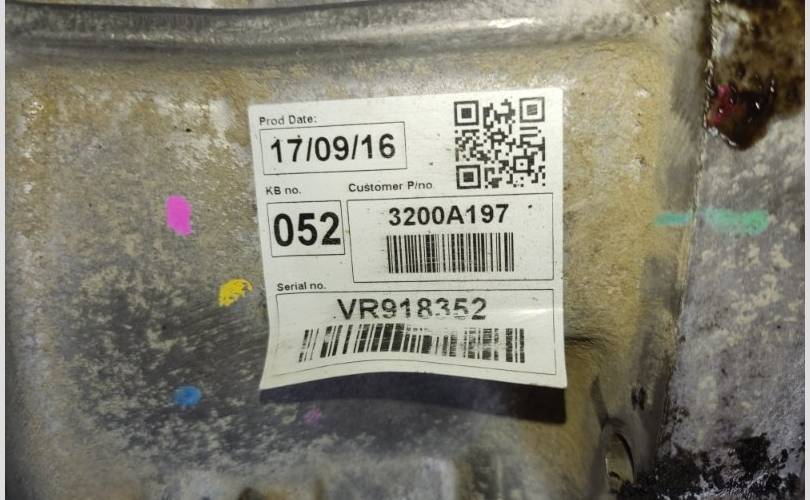 Prod Date:
17/09/16
KB no.
Customer P/no.
052
3200A197
Serial no.
VR918352